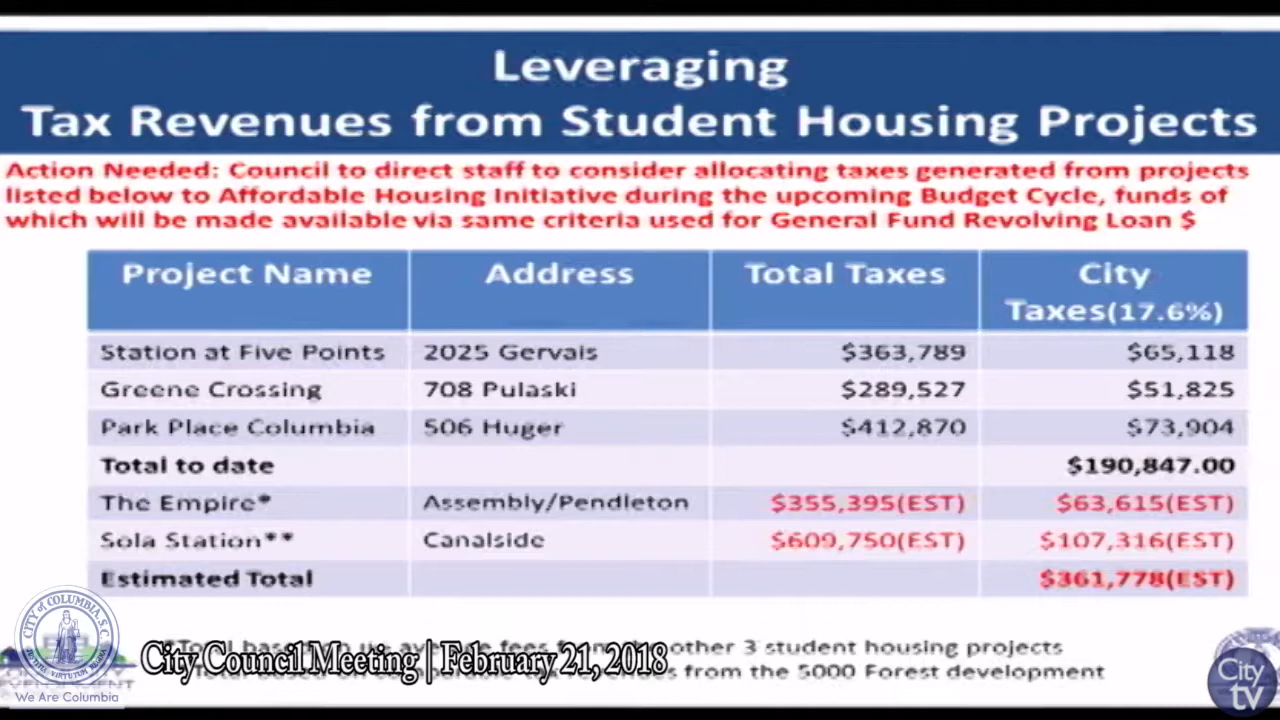 Leveraging
Tax Revenues from Student Housing Projects
Action Needed: Council to direct staff to consider allocating taxes generated from projects
listed below to Affordable Housing Initiative during the upcoming Budget Cycle, funds of
which will be made available via same criteria used for General Fund Revolving Loan $
Project Name Address Total Taxes City
Taxes(17.6%)
Station at Five Points 2025 Gervais $363,789 $65,118
Greene Crossing 708 Pulaski $289,527 $51,825
Park Place Columbia 506 Huger $412,870 $73,904
Total to date $190,847.00
The Empire* Assembly/Pendleton $355,395(EST) $63,615(EST)
Sola Station** Canalside $609,750(EST) $107,316(EST)
Estimated Total $361,778(EST)
other 3 student housing projects
from the 5000 Forest development
City Council Meeting | February 21, 2018
CITY of COLUMBIA, S.C.
We Are Columbia
City
tv